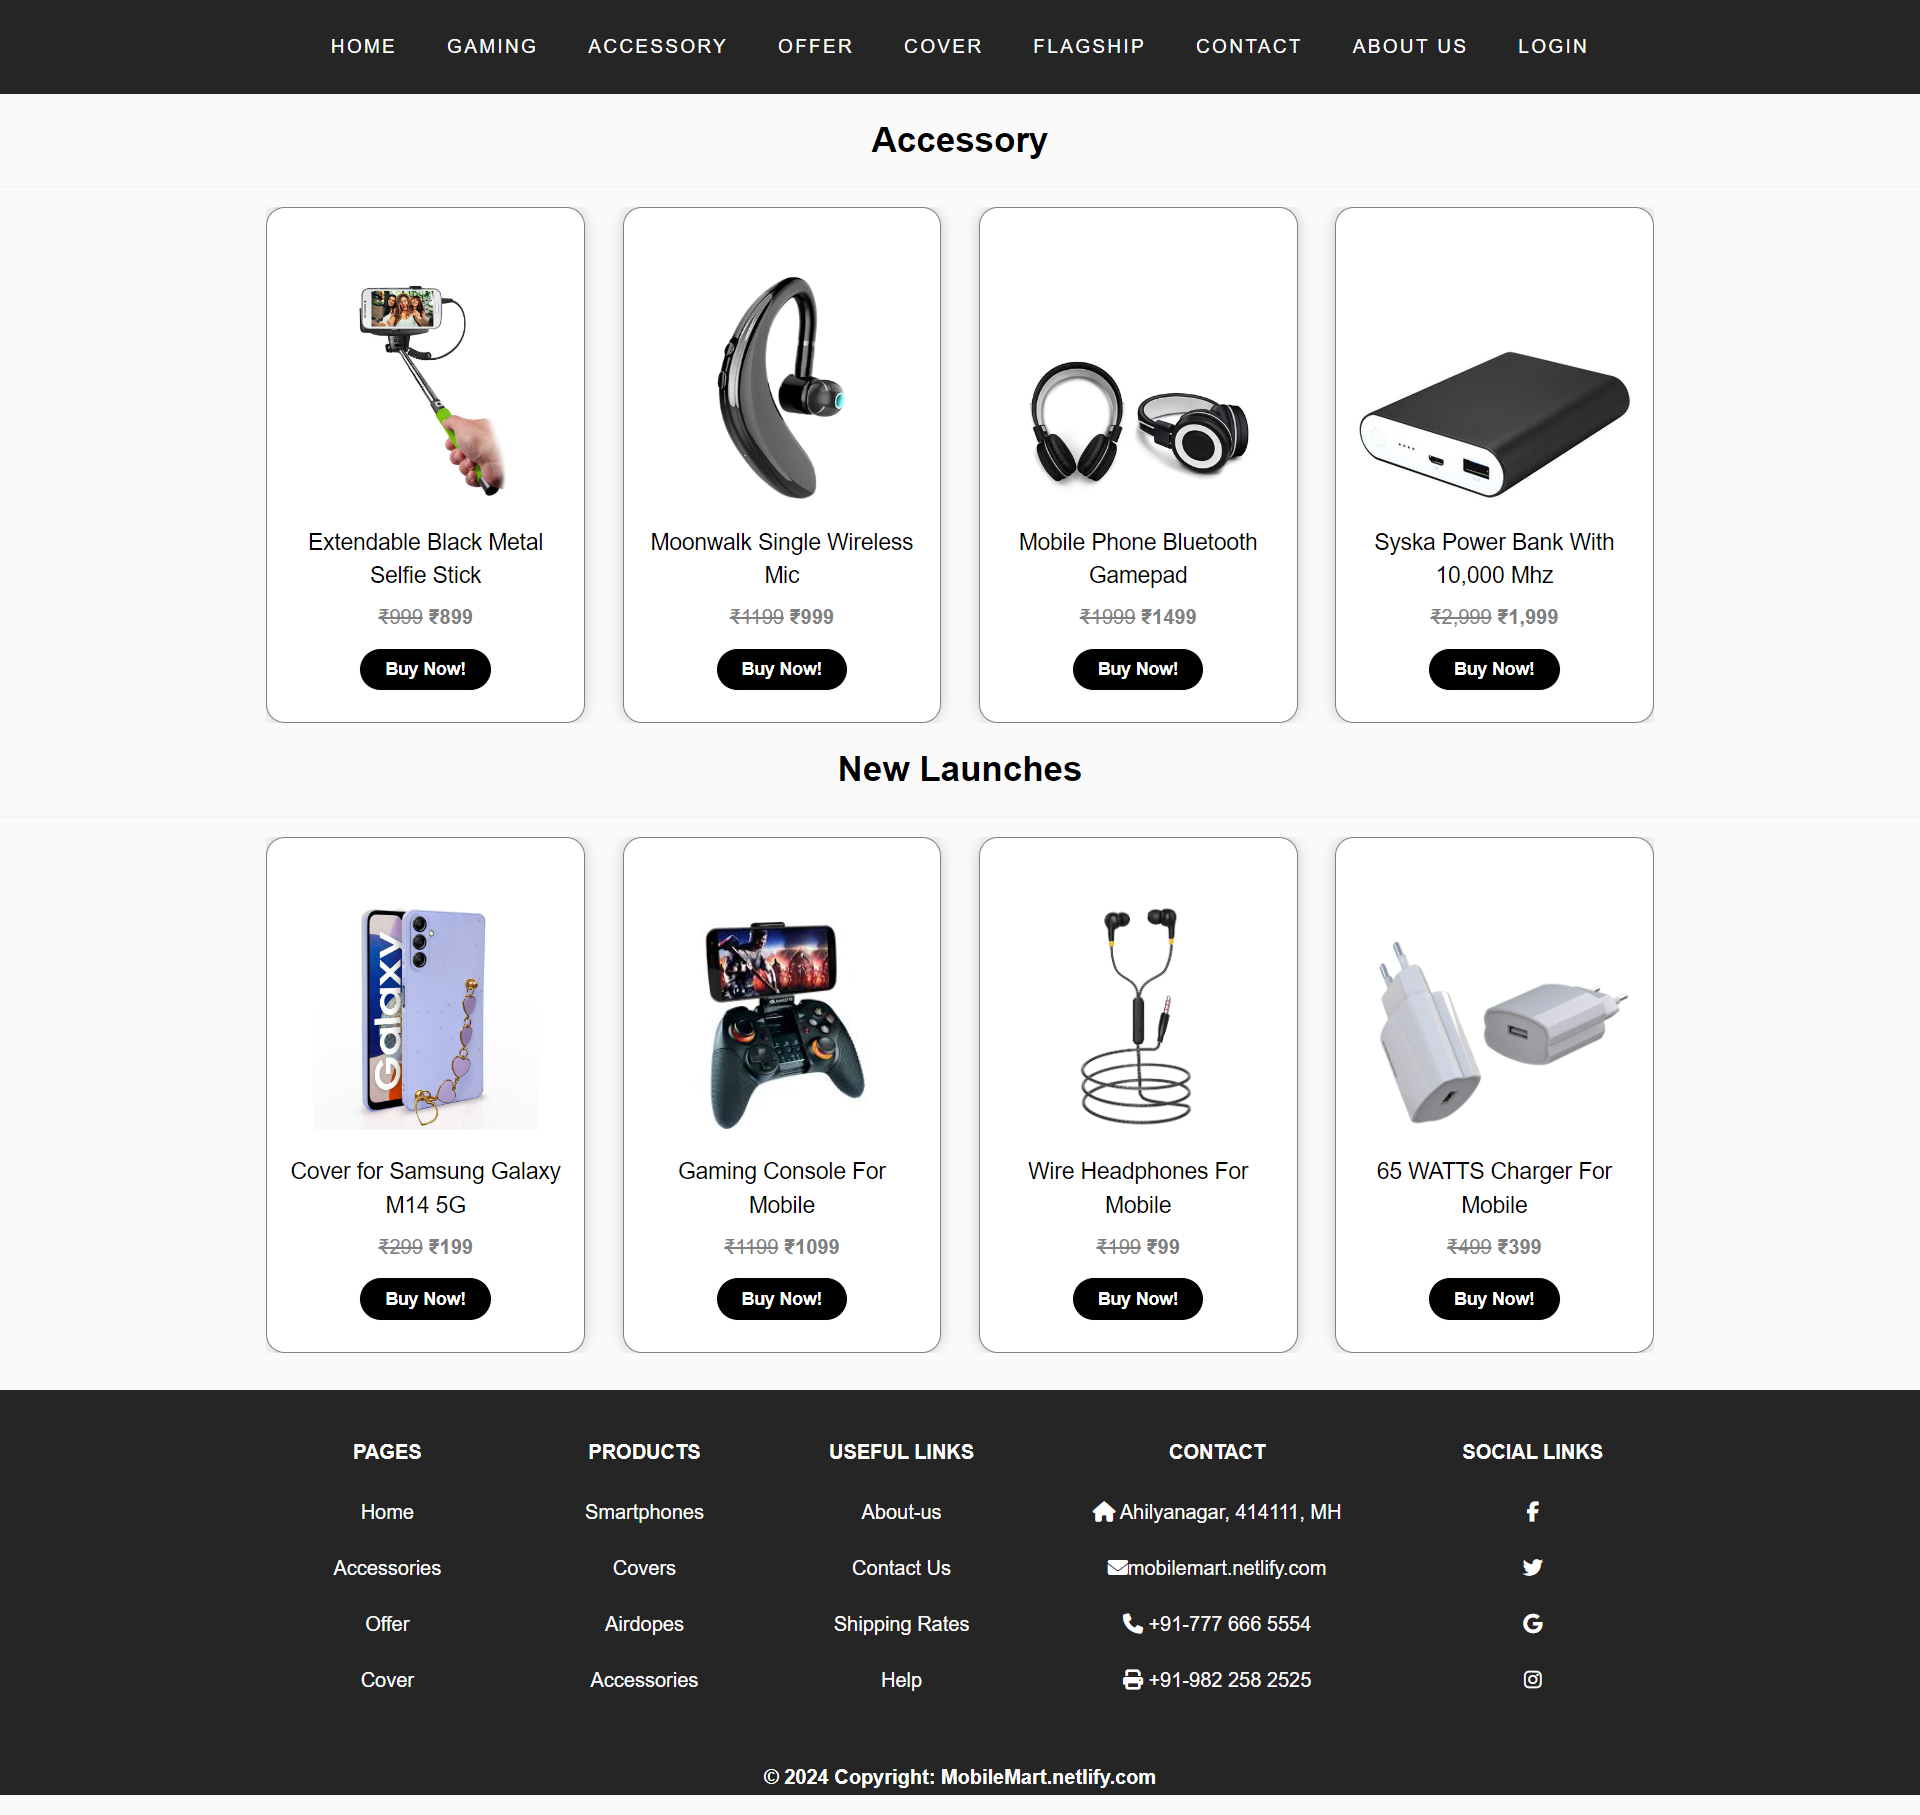 HOME GAMING ACCESSORY OFFER COVER FLAGSHIP CONTACT ABOUT US LOGIN
Accessory
Extendable Black Metal
Selfie Stick
₹999 ₹899
Buy Now!
Moonwalk Single Wireless
Mic
₹1199 ₹999
Buy Now!
Mobile Phone Bluetooth
Gamepad
₹1999 ₹1499
Buy Now!
Syska Power Bank With
10,000 Mhz
₹2,999 ₹1,999
Buy Now!
New Launches
Galaxy
Cover for Samsung Galaxy
M14 5G
₹299 ₹199
Buy Now!
Gaming Console For
Mobile
₹1199 ₹1099
Buy Now!
Wire Headphones For
Mobile
₹199 ₹99
Buy Now!
65 WATTS Charger For
Mobile
₹499 ₹399
Buy Now!
PAGES
Home
Accessories
Offer
Cover
PRODUCTS
Smartphones
Covers
Airdopes
Accessories
USEFUL LINKS
About-us
Contact Us
Shipping Rates
Help
CONTACT
Ahilyanagar, 414111, MH
mobilemart.netlify.com
+91-777 666 5554
+91-982 258 2525
SOCIAL LINKS
© 2024 Copyright: MobileMart.netlify.com